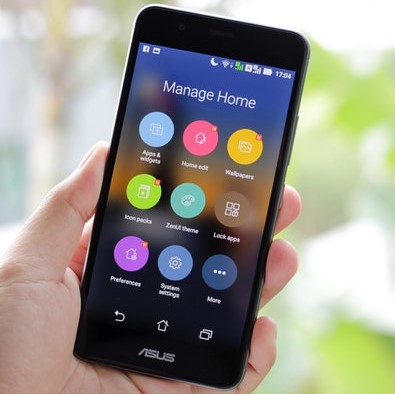 17:04
Manage Home
Apps &
widgets
Home edit
Wallpapers
Icon packs
ZenUI theme
Lock apps
Preferences
System
settings
More
ASUS